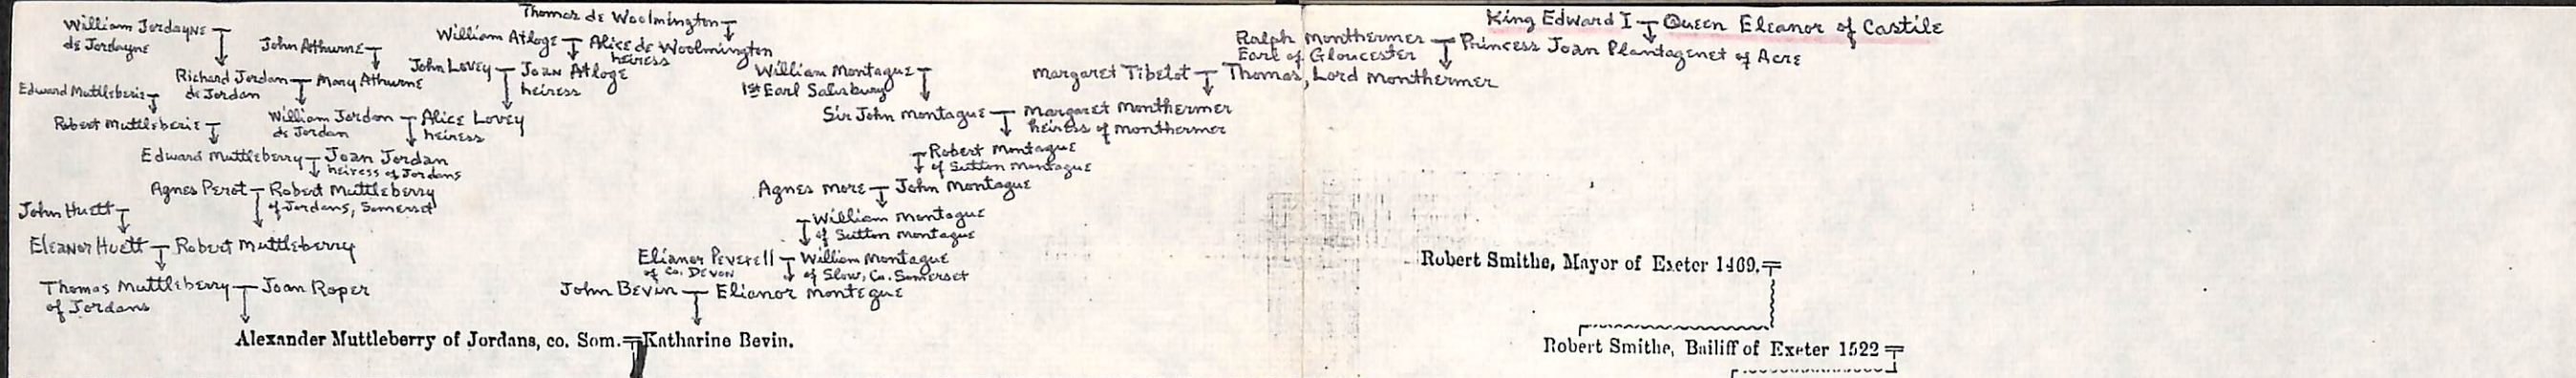 Thomas de Woolmington
King Edward I Queen Eleanor of Castile
William Jordayne
de Jordayne
John Athurne
William Atloge Alice de Woolmington
heiress
Ralph Monthermer Princess Joan Plantagenet of Acre
Earl of Gloucester
Richard Jordan Mary Athurne
de Jordan
John Lovey Joan Atloge
heiress
William Montague
1st Earl Salisbury
Margaret Tibetot Thomas, Lord Monthermer
Edward Muttleberie
Robert Muttleberie
William Jordan Alice Lovey
de Jordan heiress
Sir John Montague Margaret Monthermer
heiress of Monthermer
Edward Muttleberry Joan Jordan
heiress of Jordans
Robert Montague
of Sutton Montague
Agnes Perot Robert Muttleberry
of Jordans, Somerset
Agnes More John Montague
John Huett
William Montague
of Sutton Montague
Eleanor Huett Robert Muttleberry
Elianor Peverell William Montague
of Co. Devon of Slow, Co. Somerset
Robert Smithe, Mayor of Exeter 1469.
Thomas Muttleberry Joan Roper
of Jordans
John Bevin Elianor Montegue
Alexander Muttleberry of Jordans, co. Som. Katharine Bevin.
Robert Smithe, Bailiff of Exeter 1522